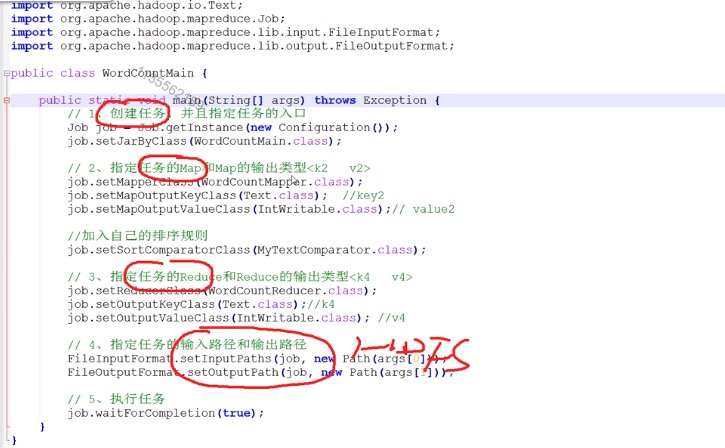 import org.apache.hadoop.io.Text;
import org.apache.hadoop.mapreduce.Job;
import org.apache.hadoop.mapreduce.lib.input.FileInputFormat;
import org.apache.hadoop.mapreduce.lib.output.FileOutputFormat;
public class WordCountMain {
public static void main(String[] args) throws Exception {
// 1、创建任务、并且指定任务的入口
Job job = Job.getInstance(new Configuration());
job.setJarByClass(WordCountMain.class);
// 2、指定任务的Map和Map的输出类型<k2 v2>
job.setMapperClass(WordCountMapper.class);
job.setMapOutputKeyClass(Text.class); //key2
job.setMapOutputValueClass(IntWritable.class);// value2
//加入自己的排序规则
job.setSortComparatorClass(MyTextComparator.class);
// 3、指定任务的Reduce和Reduce的输出类型<k4 v4>
job.setReducerClass(WordCountReducer.class);
job.setOutputKeyClass(Text.class);//k4
job.setOutputValueClass(IntWritable.class); //v4
// 4、指定任务的输入路径和输出路径
HDFS
FileInputFormat.setInputPaths(job, new Path(args[0]));
FileOutputFormat.setOutputPath(job, new Path(args[1]));
// 5、执行任务
job.waitForCompletion(true);
}
}